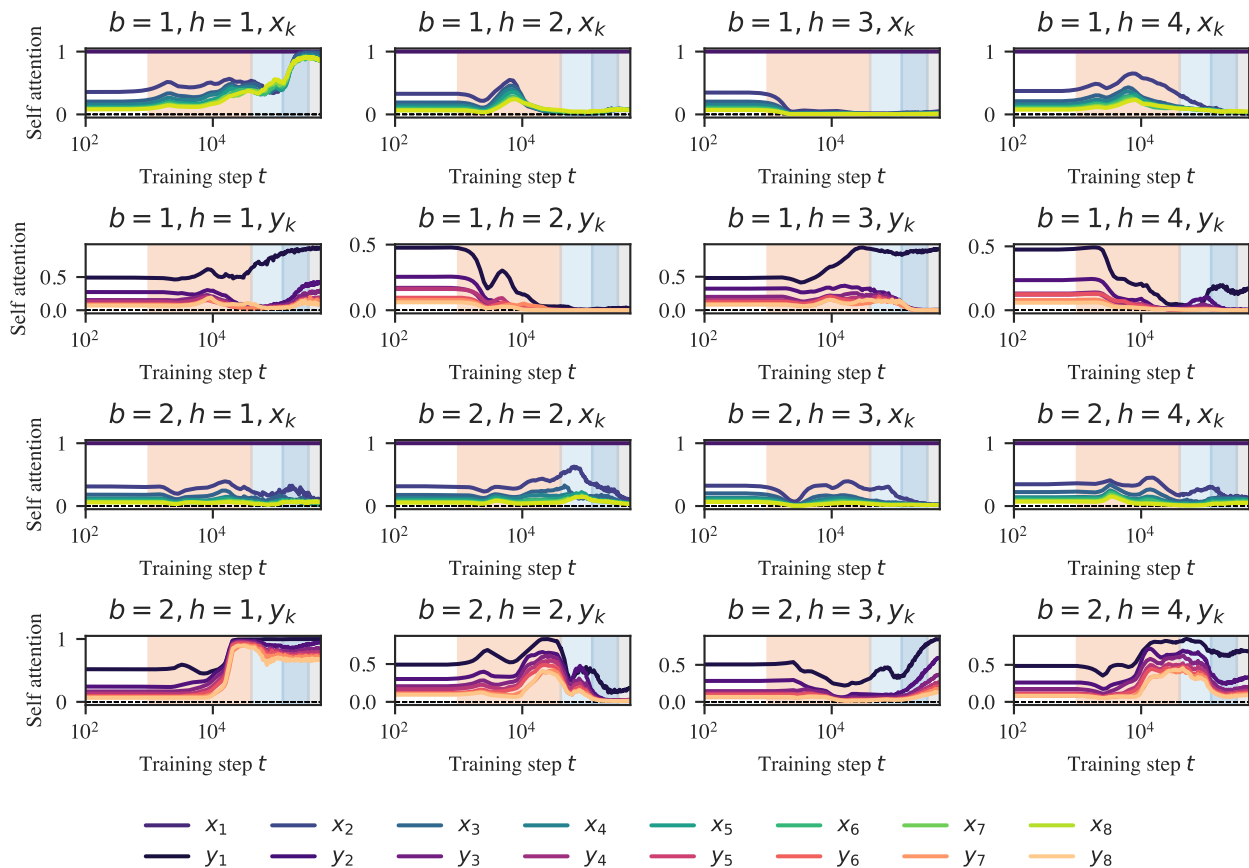 b = 1, h = 1, x_k b = 1, h = 2, x_k b = 1, h = 3, x_k b = 1, h = 4, x_k
Self attention
1 1 1 1
0 0 0 0
10^2 10^4 10^2 10^4 10^2 10^4 10^2 10^4
Training step t Training step t Training step t Training step t
b = 1, h = 1, y_k b = 1, h = 2, y_k b = 1, h = 3, y_k b = 1, h = 4, y_k
Self attention
0.5 0.5 0.5 0.5
0.0 0.0 0.0 0.0
10^2 10^4 10^2 10^4 10^2 10^4 10^2 10^4
Training step t Training step t Training step t Training step t
b = 2, h = 1, x_k b = 2, h = 2, x_k b = 2, h = 3, x_k b = 2, h = 4, x_k
Self attention
1 1 1 1
0 0 0 0
10^2 10^4 10^2 10^4 10^2 10^4 10^2 10^4
Training step t Training step t Training step t Training step t
b = 2, h = 1, y_k b = 2, h = 2, y_k b = 2, h = 3, y_k b = 2, h = 4, y_k
Self attention
1 0.5 0.5 0.5
0 0.0 0.0 0.0
10^2 10^4 10^2 10^4 10^2 10^4 10^2 10^4
Training step t Training step t Training step t Training step t
x_1 x_2 x_3 x_4 x_5 x_6 x_7 x_8
y_1 y_2 y_3 y_4 y_5 y_6 y_7 y_8